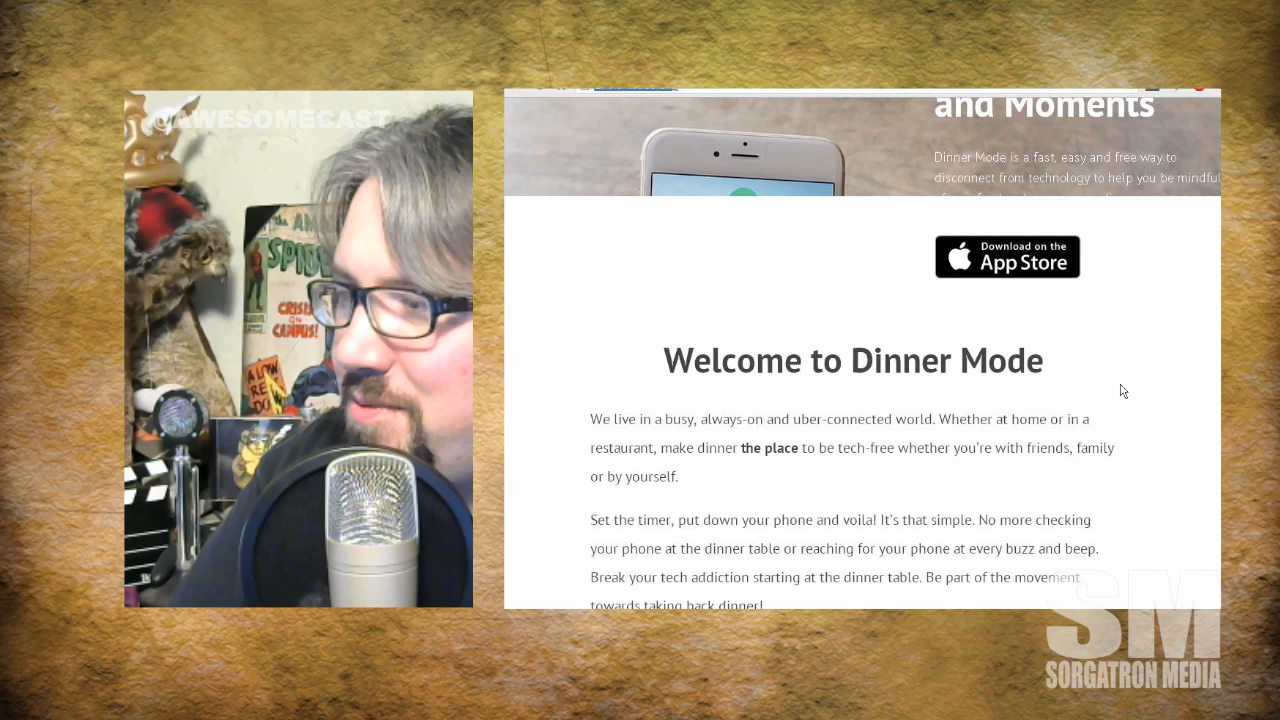 @AWESOMECAST
the AM
SPIDE
CRISIS
ON
CAMPUS!
and Moments
Dinner Mode is a fast, easy and free way to
disconnect from technology to help you be mindful
Download on the
App Store
Welcome to Dinner Mode
We live in a busy, always-on and uber-connected world. Whether at home or in a
restaurant, make dinner the place to be tech-free whether you’re with friends, family
or by yourself.
Set the timer, put down your phone and voila! It’s that simple. No more checking
your phone at the dinner table or reaching for your phone at every buzz and beep.
Break your tech addiction starting at the dinner table. Be part of the movement
towards taking back dinner!
SM
SORGATRON MEDIA